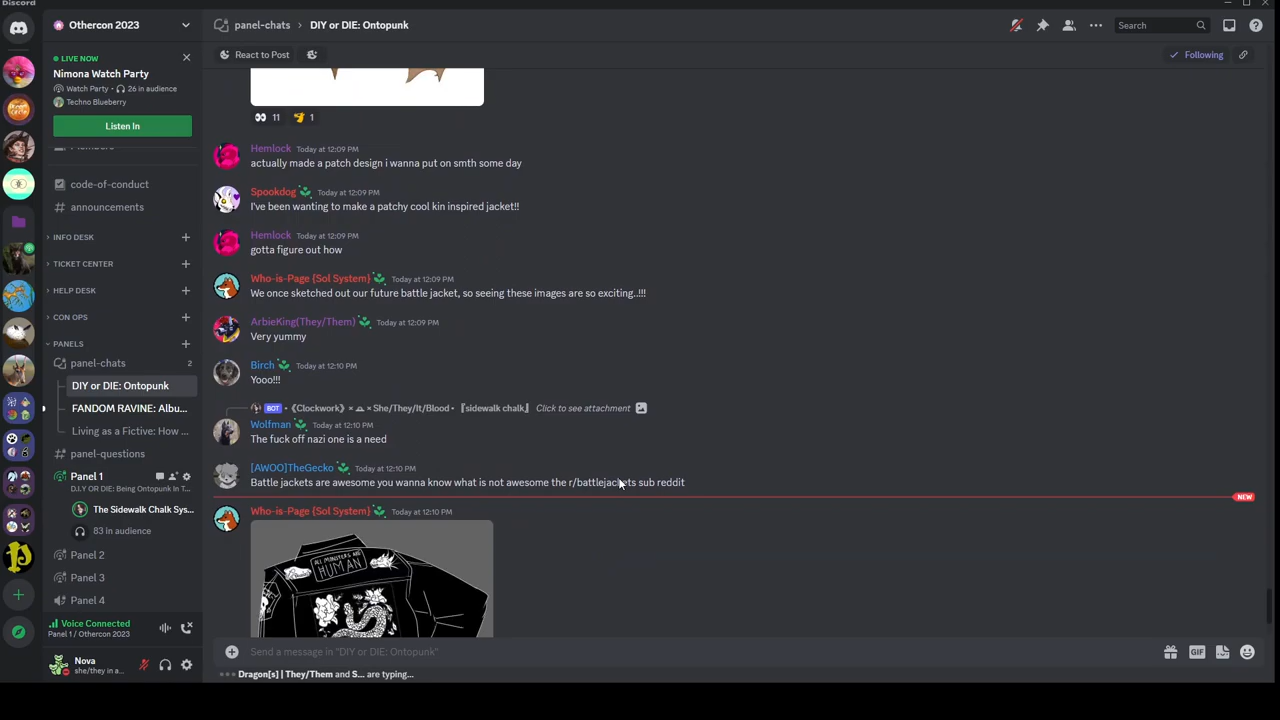 Discord
Othercon 2023
panel-chats
DIY or DIE: Ontopunk
Search
LIVE NOW
Nimona Watch Party
Watch Party • 26 in audience
Techno Blueberry
Listen In
Members
code-of-conduct
announcements
INFO DESK
TICKET CENTER
HELP DESK
CON OPS
PANELS
panel-chats 2
DIY or DIE: Ontopunk
FANDOM RAVINE: Albu...
Living as a Fictive: How ...
panel-questions
Panel 1
D.I.Y OR DIE: Being Ontopunk In T...
The Sidewalk Chalk Sys...
83 in audience
Panel 2
Panel 3
Panel 4
Voice Connected
Panel 1 / Othercon 2023
Nova
she/they in a...
React to Post
Following
11 1
Hemlock Today at 12:09 PM
actually made a patch design i wanna put on smth some day
Spookdog Today at 12:09 PM
I've been wanting to make a patchy cool kin inspired jacket!!
Hemlock Today at 12:09 PM
gotta figure out how
Who-is-Page {Sol System} Today at 12:09 PM
We once sketched out our future battle jacket, so seeing these images are so exciting..!!!
ArbieKing(They/Them) Today at 12:09 PM
Very yummy
Birch Today at 12:10 PM
Yooo!!!
BOT • 《Clockwork》 × × She/They/It/Blood • 『sidewalk chalk』 Click to see attachment
Wolfman Today at 12:10 PM
The fuck off nazi one is a need
[AWOO]TheGecko Today at 12:10 PM
Battle jackets are awesome you wanna know what is not awesome the r/battlejackets sub reddit
NEW
Who-is-Page {Sol System} Today at 12:10 PM
ALL MONSTERS ARE
HUMAN
Send a message in "DIY or DIE: Ontopunk"
GIF
Dragon[s] | They/Them and S... are typing...